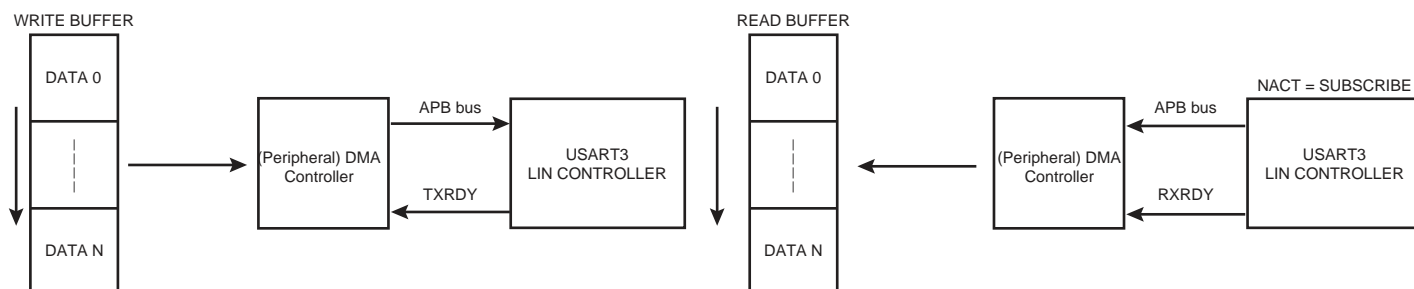 WRITE BUFFER
DATA 0
DATA N
(Peripheral) DMA
Controller
APB bus
TXRDY
USART3
LIN CONTROLLER
READ BUFFER
DATA 0
DATA N
(Peripheral) DMA
Controller
APB bus
RXRDY
NACT = SUBSCRIBE
USART3
LIN CONTROLLER